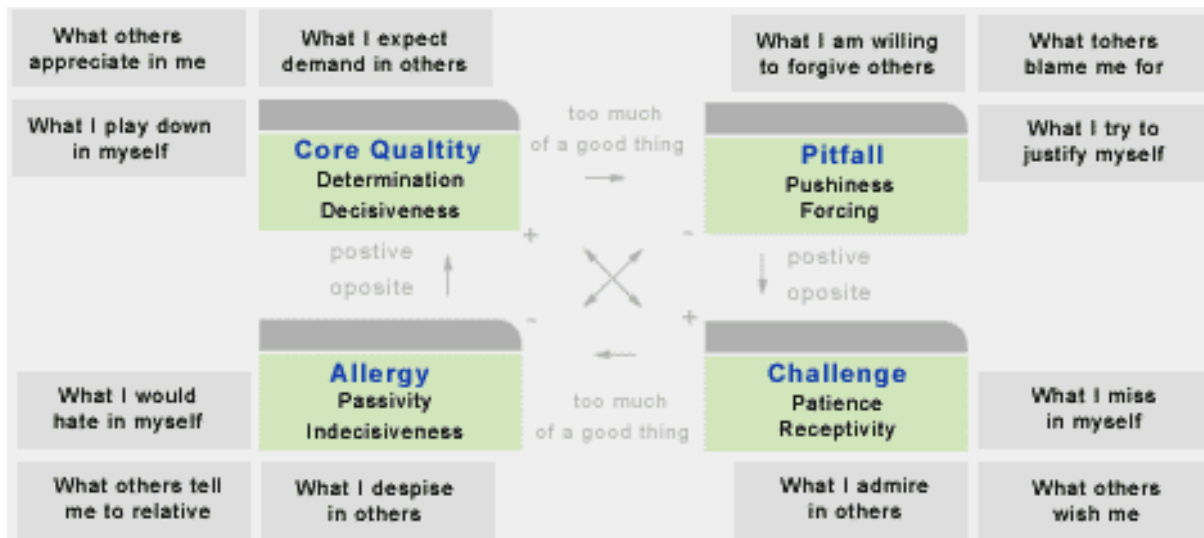 What others
appreciate in me
What I expect
demand in others
What I am willing
to forgive others
What tohers
blame me for
What I play down
in myself
Core Qualtity
Determination
Decisiveness
too much
of a good thing
Pitfall
Pushiness
Forcing
What I try to
justify myself
+
~
postive
oposite
postive
oposite
~
+
What I would
hate in myself
Allergy
Passivity
Indecisiveness
too much
of a good thing
Challenge
Patience
Receptivity
What I miss
in myself
What others tell
me to relative
What I despise
in others
What I admire
in others
What others
wish me